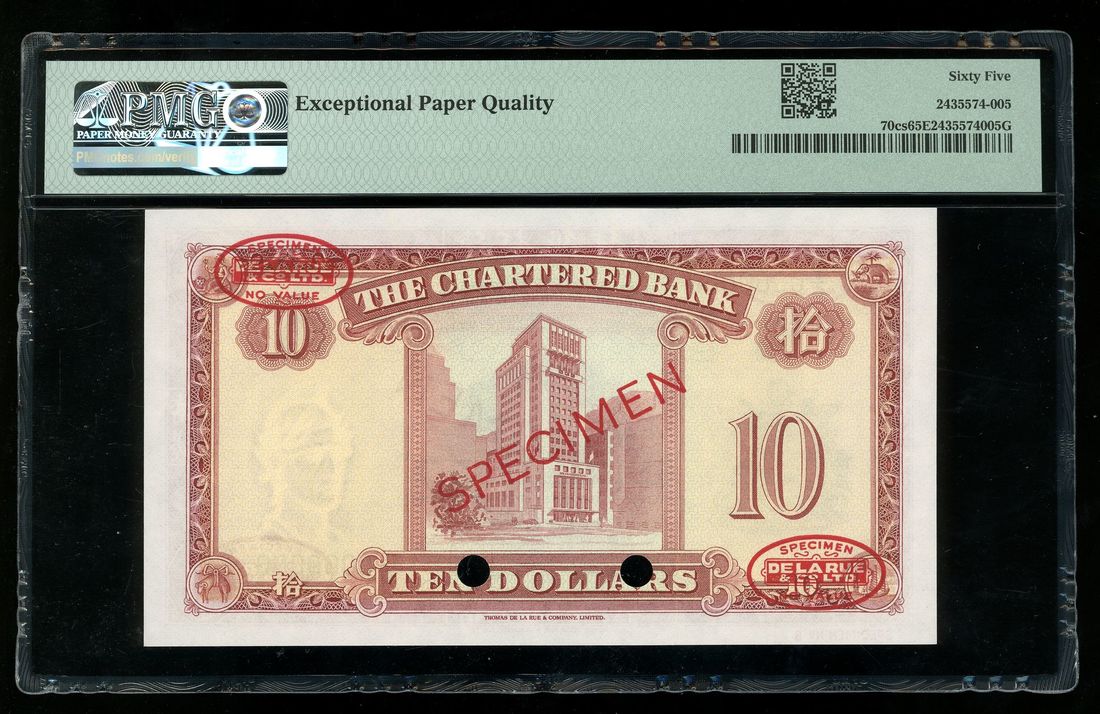 PMG
PAPER MONEY GUARANTY
Exceptional Paper Quality
Sixty Five
2435574-005
70cs65E2435574005G
SPECIMEN
DE LA RUE
& CO LTD.
NO VALUE
THE CHARTERED BANK
10
拾
SPECIMEN
10
SPECIMEN
DE LA RUE
& CO LTD.
拾
TEN DOLLARS
THOMAS DE LA RUE & COMPANY, LIMITED.